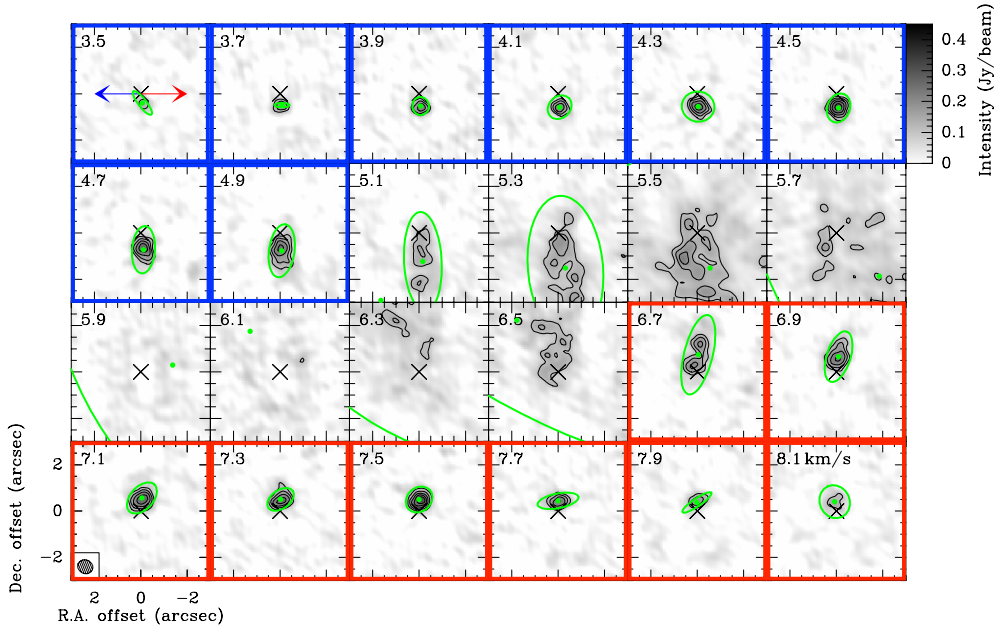 3.5 3.7 3.9 4.1 4.3 4.5
0.4
0.3
0.2
0.1
0
Intensity (Jy/beam)
4.7 4.9 5.1 5.3 5.5 5.7
5.9 6.1 6.3 6.5 6.7 6.9
7.1 7.3 7.5 7.7 7.9 8.1km/s
2
0
−2
Dec. offset (arcsec)
2 0 −2
R.A. offset (arcsec)